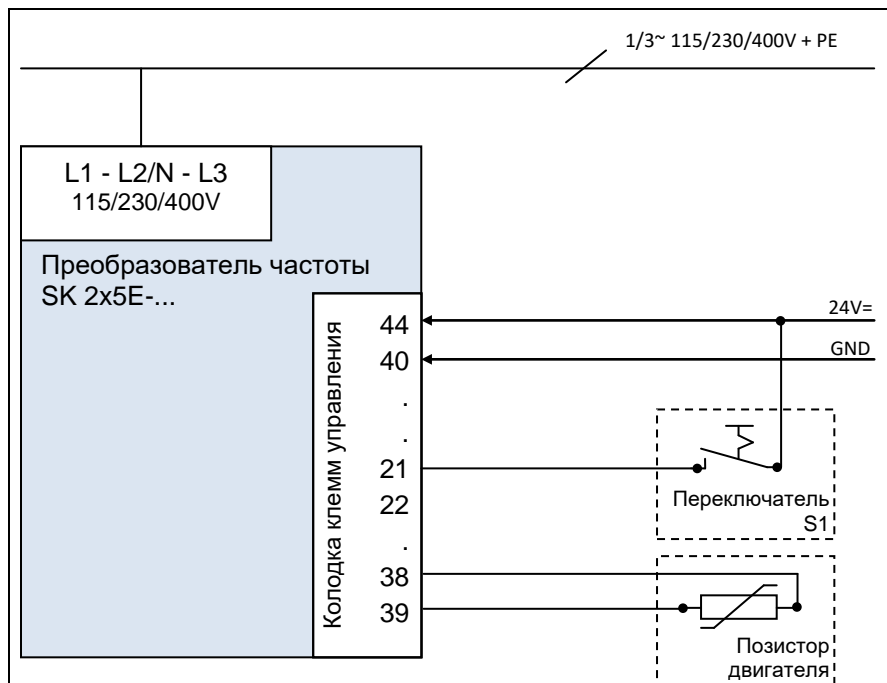 1/3~ 115/230/400V + PE
L1 - L2/N - L3
115/230/400V
Преобразователь частоты
SK 2x5E-...
Колодка клемм управления
44
40
.
.
21
22
.
38
39
24V=
GND
Переключатель
S1
Позистор
двигателя